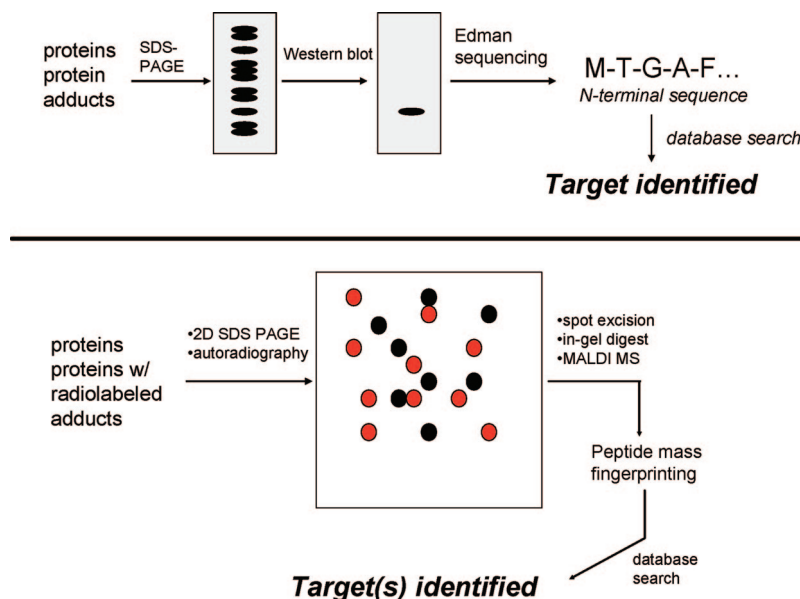 proteins
protein
adducts
SDS-
PAGE
Western blot
Edman
sequencing
M-T-G-A-F...
N-terminal sequence
database search
Target identified
proteins
proteins w/
radiolabeled
adducts
•2D SDS PAGE
•autoradiography
•spot excision
•in-gel digest
•MALDI MS
Peptide mass
fingerprinting
database
search
Target(s) identified